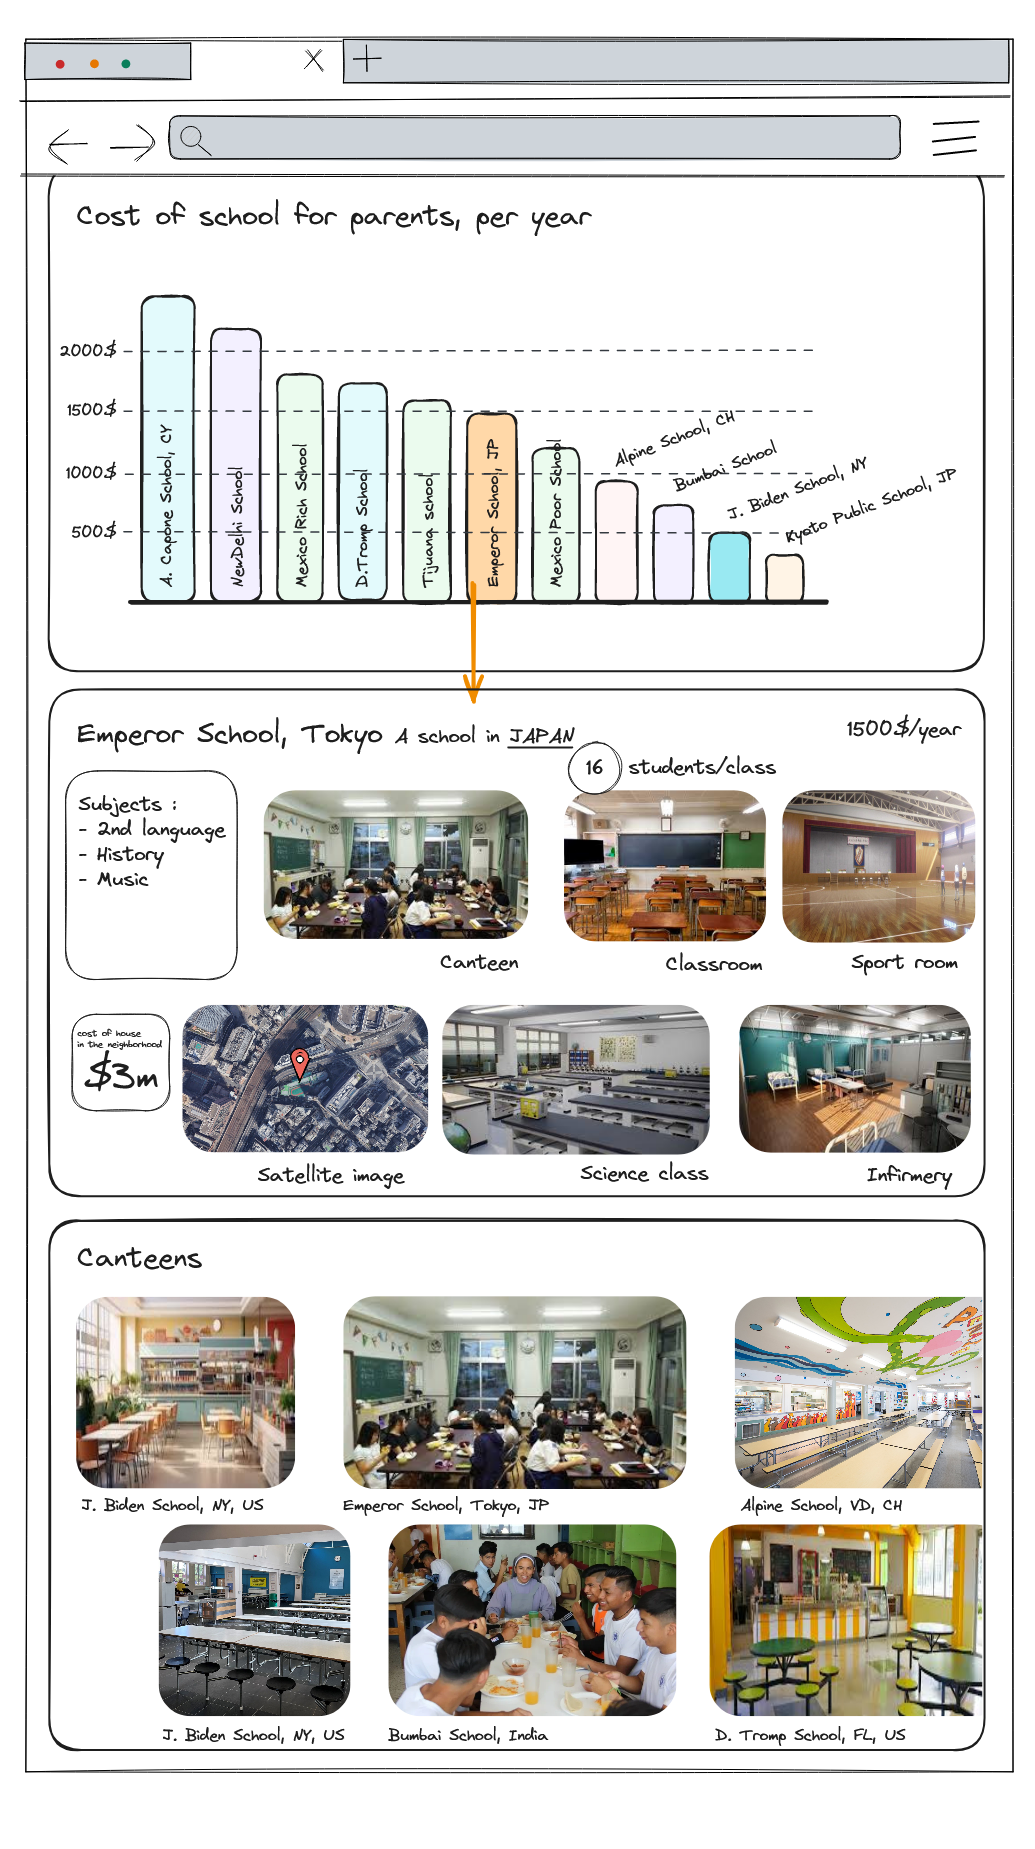 Cost of school for parents, per year
2000$
1500$
1000$
500$
A. Capone School, CY
NewDelhi School
Mexico Rich School
D.Tromp School
Tijuana school
Emperor School, JP
Mexico Poor School
Alpine School, CH
Bumbai School
J. Biden School, NY
Kyoto Public School, JP
Emperor School, Tokyo A school in JAPAN
1500$/year
16 students/class
Subjects :
- 2nd language
- History
- Music
Canteen
Classroom
Sport room
cost of house
in the neighborhood
$3m
Satellite image
Science class
Infirmery
Canteens
J. Biden School, NY, US
Emperor School, Tokyo, JP
Alpine School, VD, CH
J. Biden School, NY, US
Bumbai School, India
D. Tromp School, FL, US